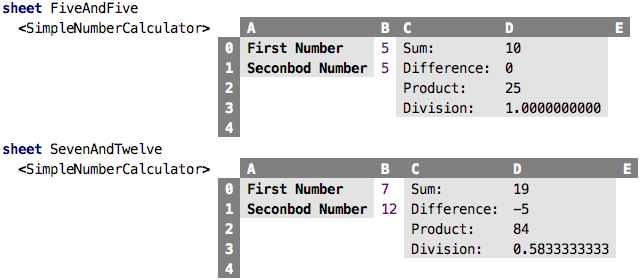 sheet FiveAndFive
<SimpleNumberCalculator> A B C D E
0 First Number 5 Sum: 10
1 Seconbod Number 5 Difference: 0
2 Product: 25
3 Division: 1.0000000000
4
sheet SevenAndTwelve
<SimpleNumberCalculator> A B C D E
0 First Number 7 Sum: 19
1 Seconbod Number 12 Difference: -5
2 Product: 84
3 Division: 0.5833333333
4